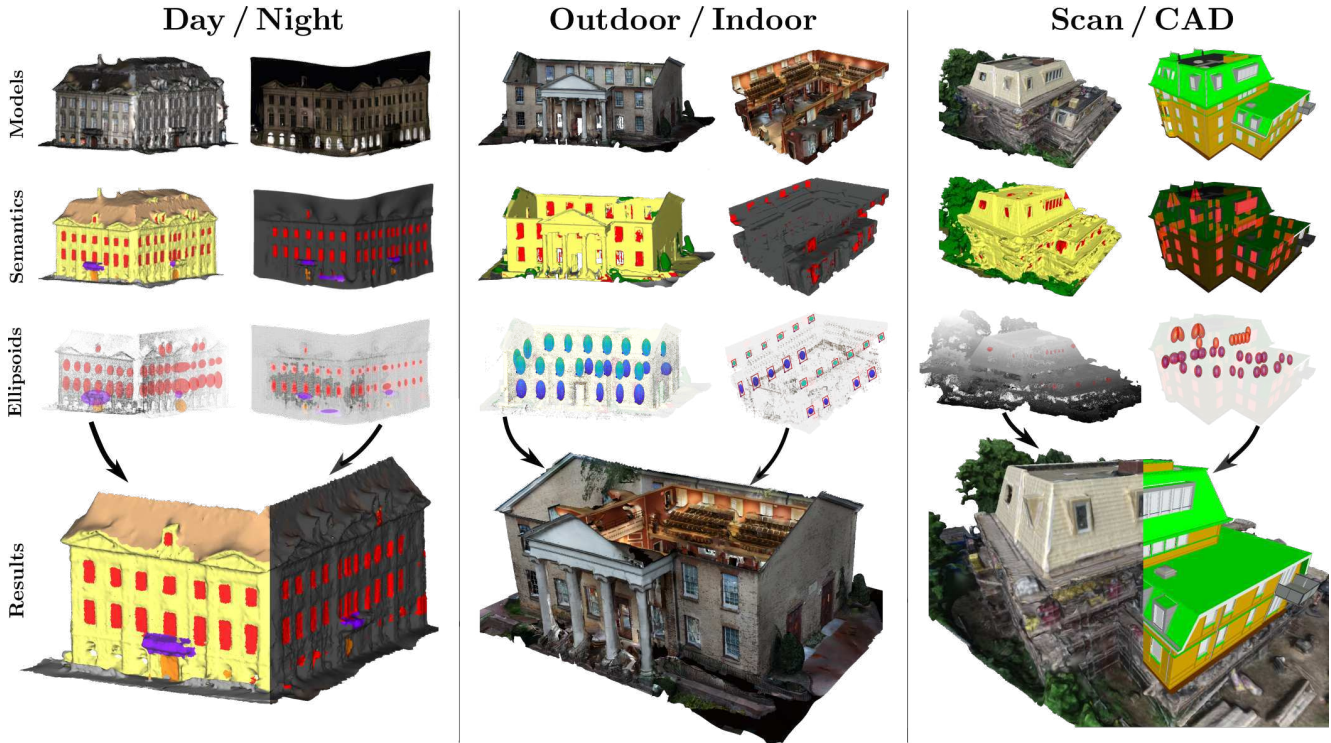 Day / Night
Outdoor / Indoor
Scan / CAD
Models
Semantics
Ellipsoids
Results